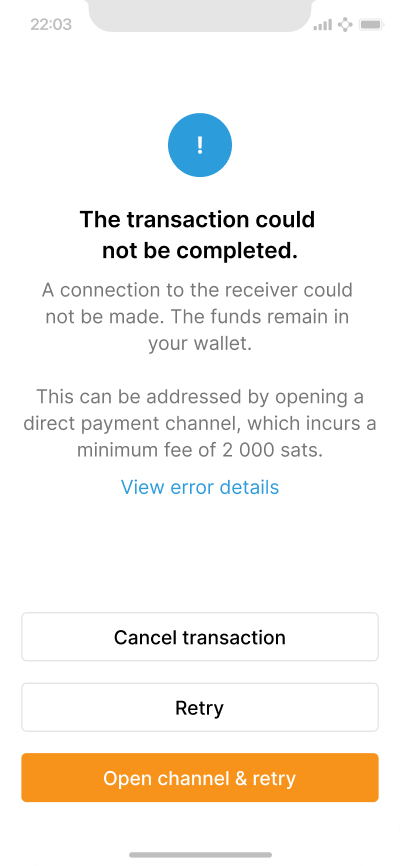 22:03
!
The transaction could
not be completed.
A connection to the receiver could
not be made. The funds remain in
your wallet.
This can be addressed by opening a
direct payment channel, which incurs a
minimum fee of 2 000 sats.
View error details
Cancel transaction
Retry
Open channel & retry